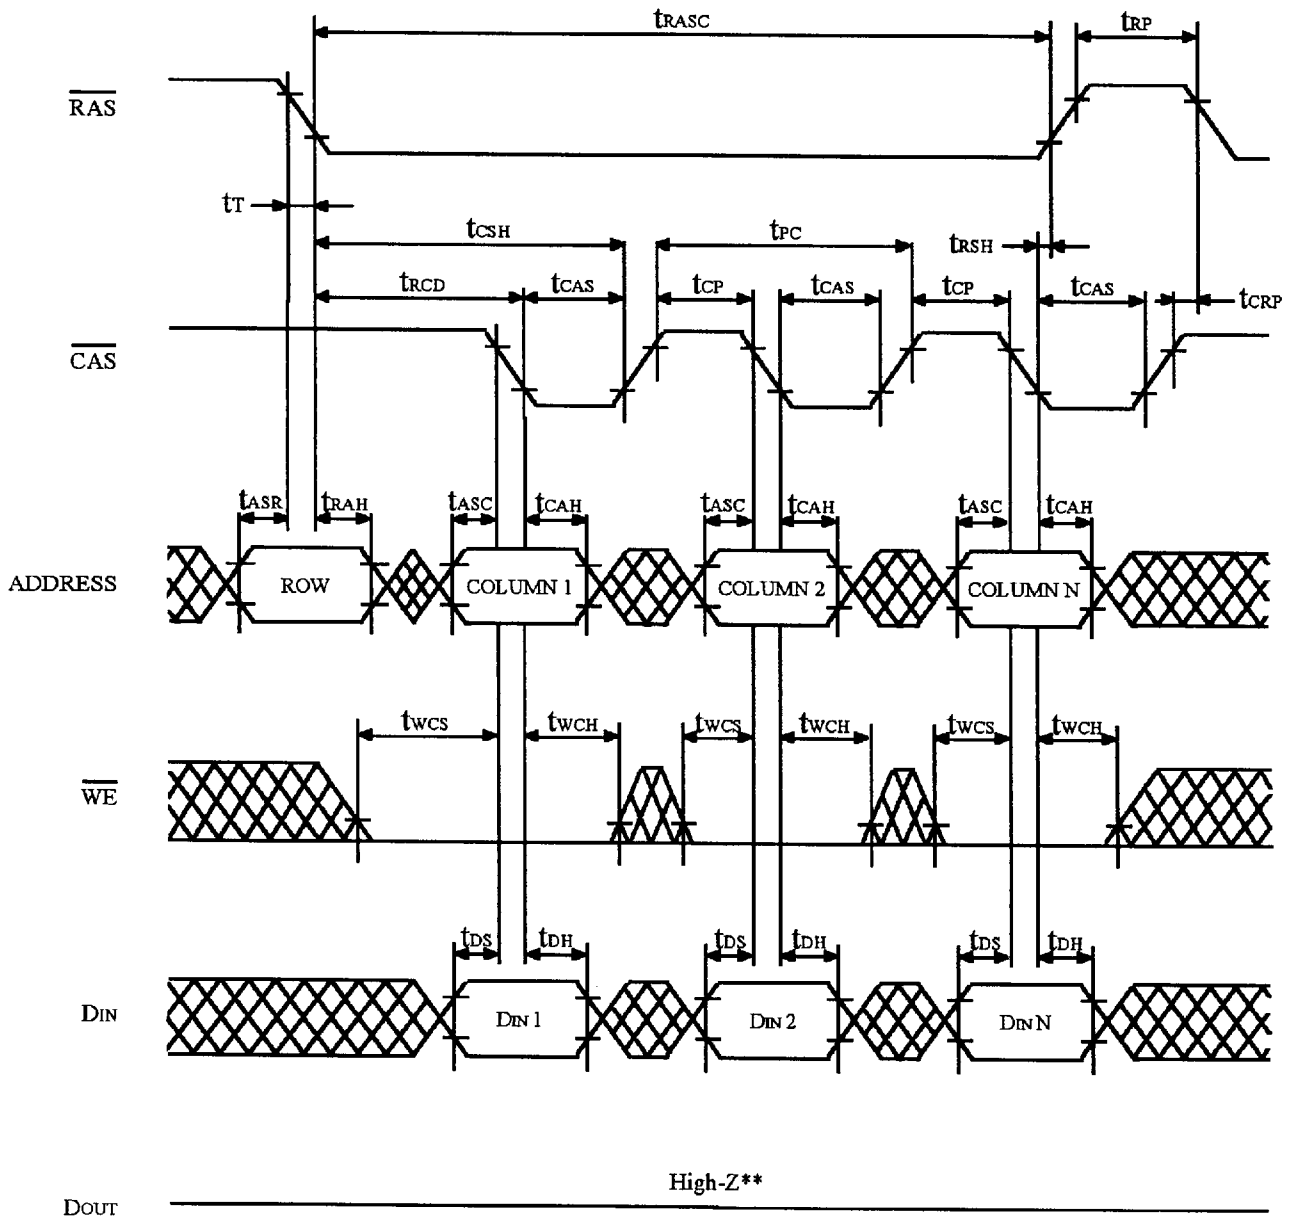 tRASC
tRP
RAS
tT
tCSH
tPC
tRSH
tRCD
tCAS
tCP
tCAS
tCP
tCAS
tCRP
CAS
tASR
tRAH
tASC
tCAH
tASC
tCAH
tASC
tCAH
ADDRESS
ROW
COLUMN 1
COLUMN 2
COLUMN N
tWCS
tWCH
tWCS
tWCH
tWCS
tWCH
WE
tDS
tDH
tDS
tDH
tDS
tDH
DIN
DIN 1
DIN 2
DIN N
High-Z**
DOUT